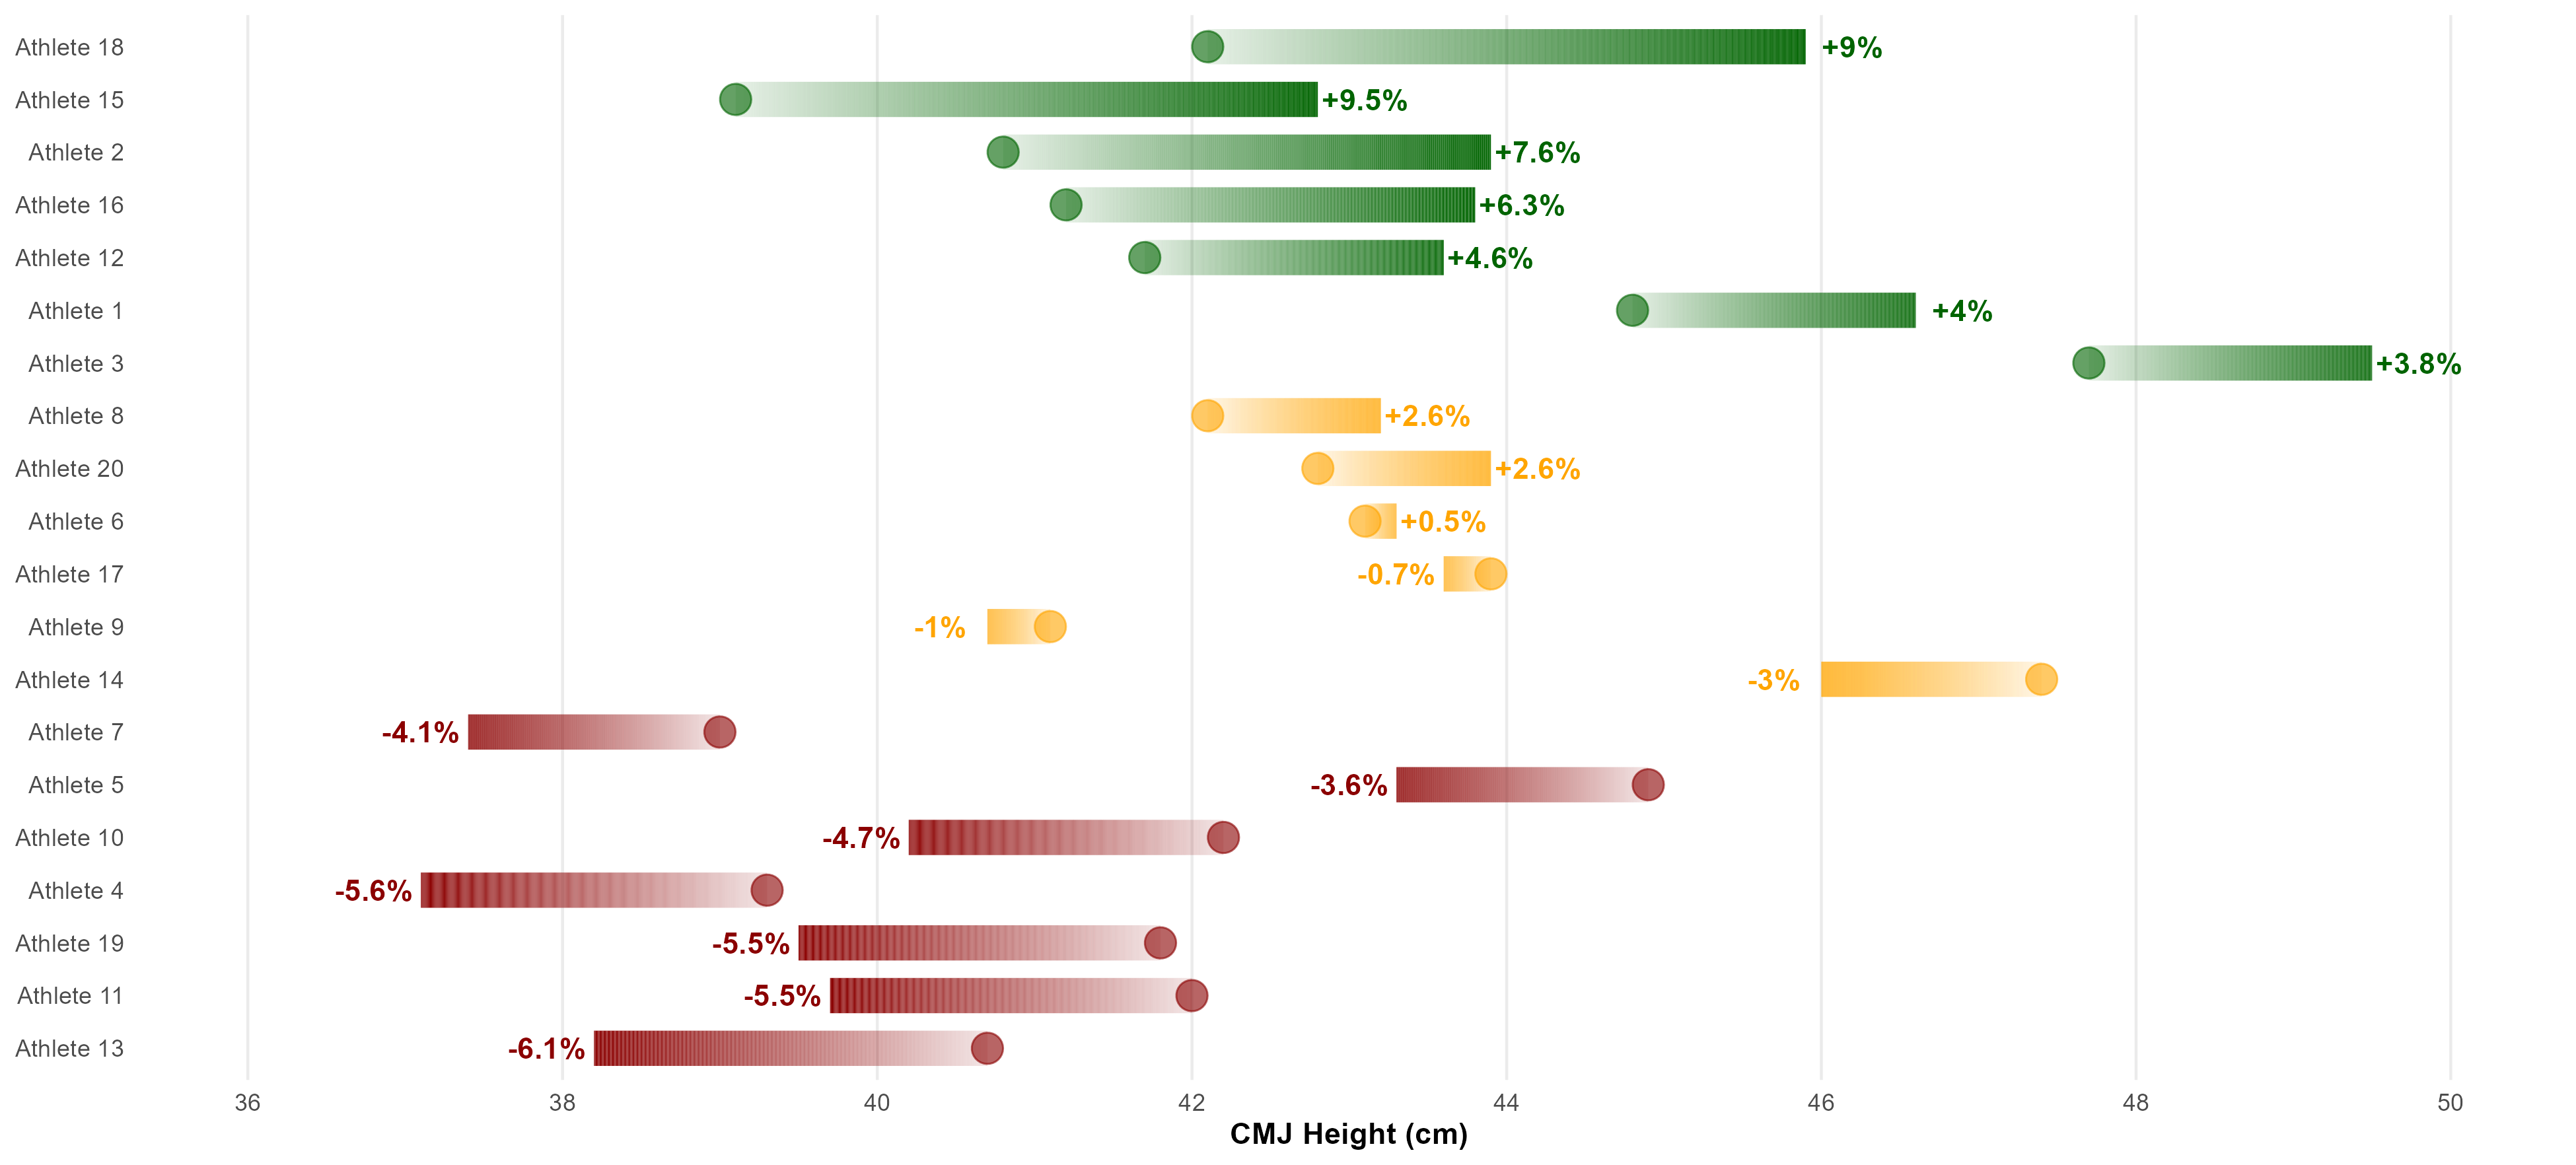 Athlete 18 +9%
Athlete 15 +9.5%
Athlete 2 +7.6%
Athlete 16 +6.3%
Athlete 12 +4.6%
Athlete 1 +4%
Athlete 3 +3.8%
Athlete 8 +2.6%
Athlete 20 +2.6%
Athlete 6 +0.5%
Athlete 17 -0.7%
Athlete 9 -1%
Athlete 14 -3%
Athlete 7 -4.1%
Athlete 5 -3.6%
Athlete 10 -4.7%
Athlete 4 -5.6%
Athlete 19 -5.5%
Athlete 11 -5.5%
Athlete 13 -6.1%
36 38 40 42 44 46 48 50
CMJ Height (cm)